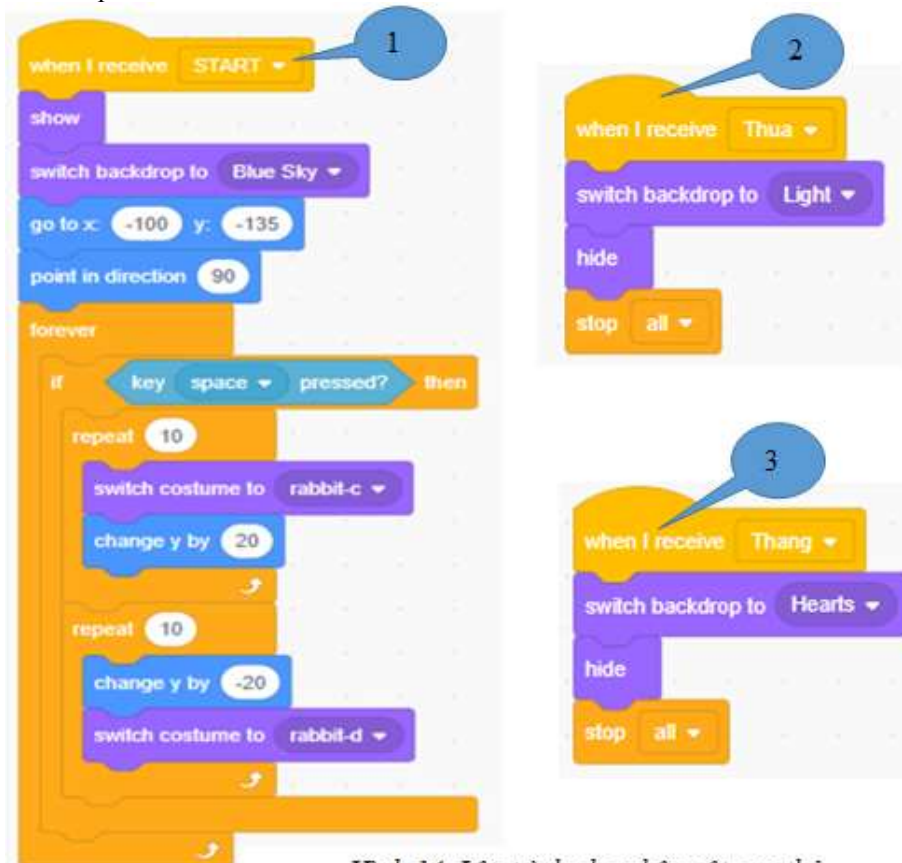 1
when I receive START
show
switch backdrop to Blue Sky
go to x: -100 y: -135
point in direction 90
forever
if key space pressed? then
repeat 10
switch costume to rabbit-c
change y by 20
repeat 10
change y by -20
switch costume to rabbit-d
2
when I receive Thua
switch backdrop to Light
hide
stop all
3
when I receive Thang
switch backdrop to Hearts
hide
stop all